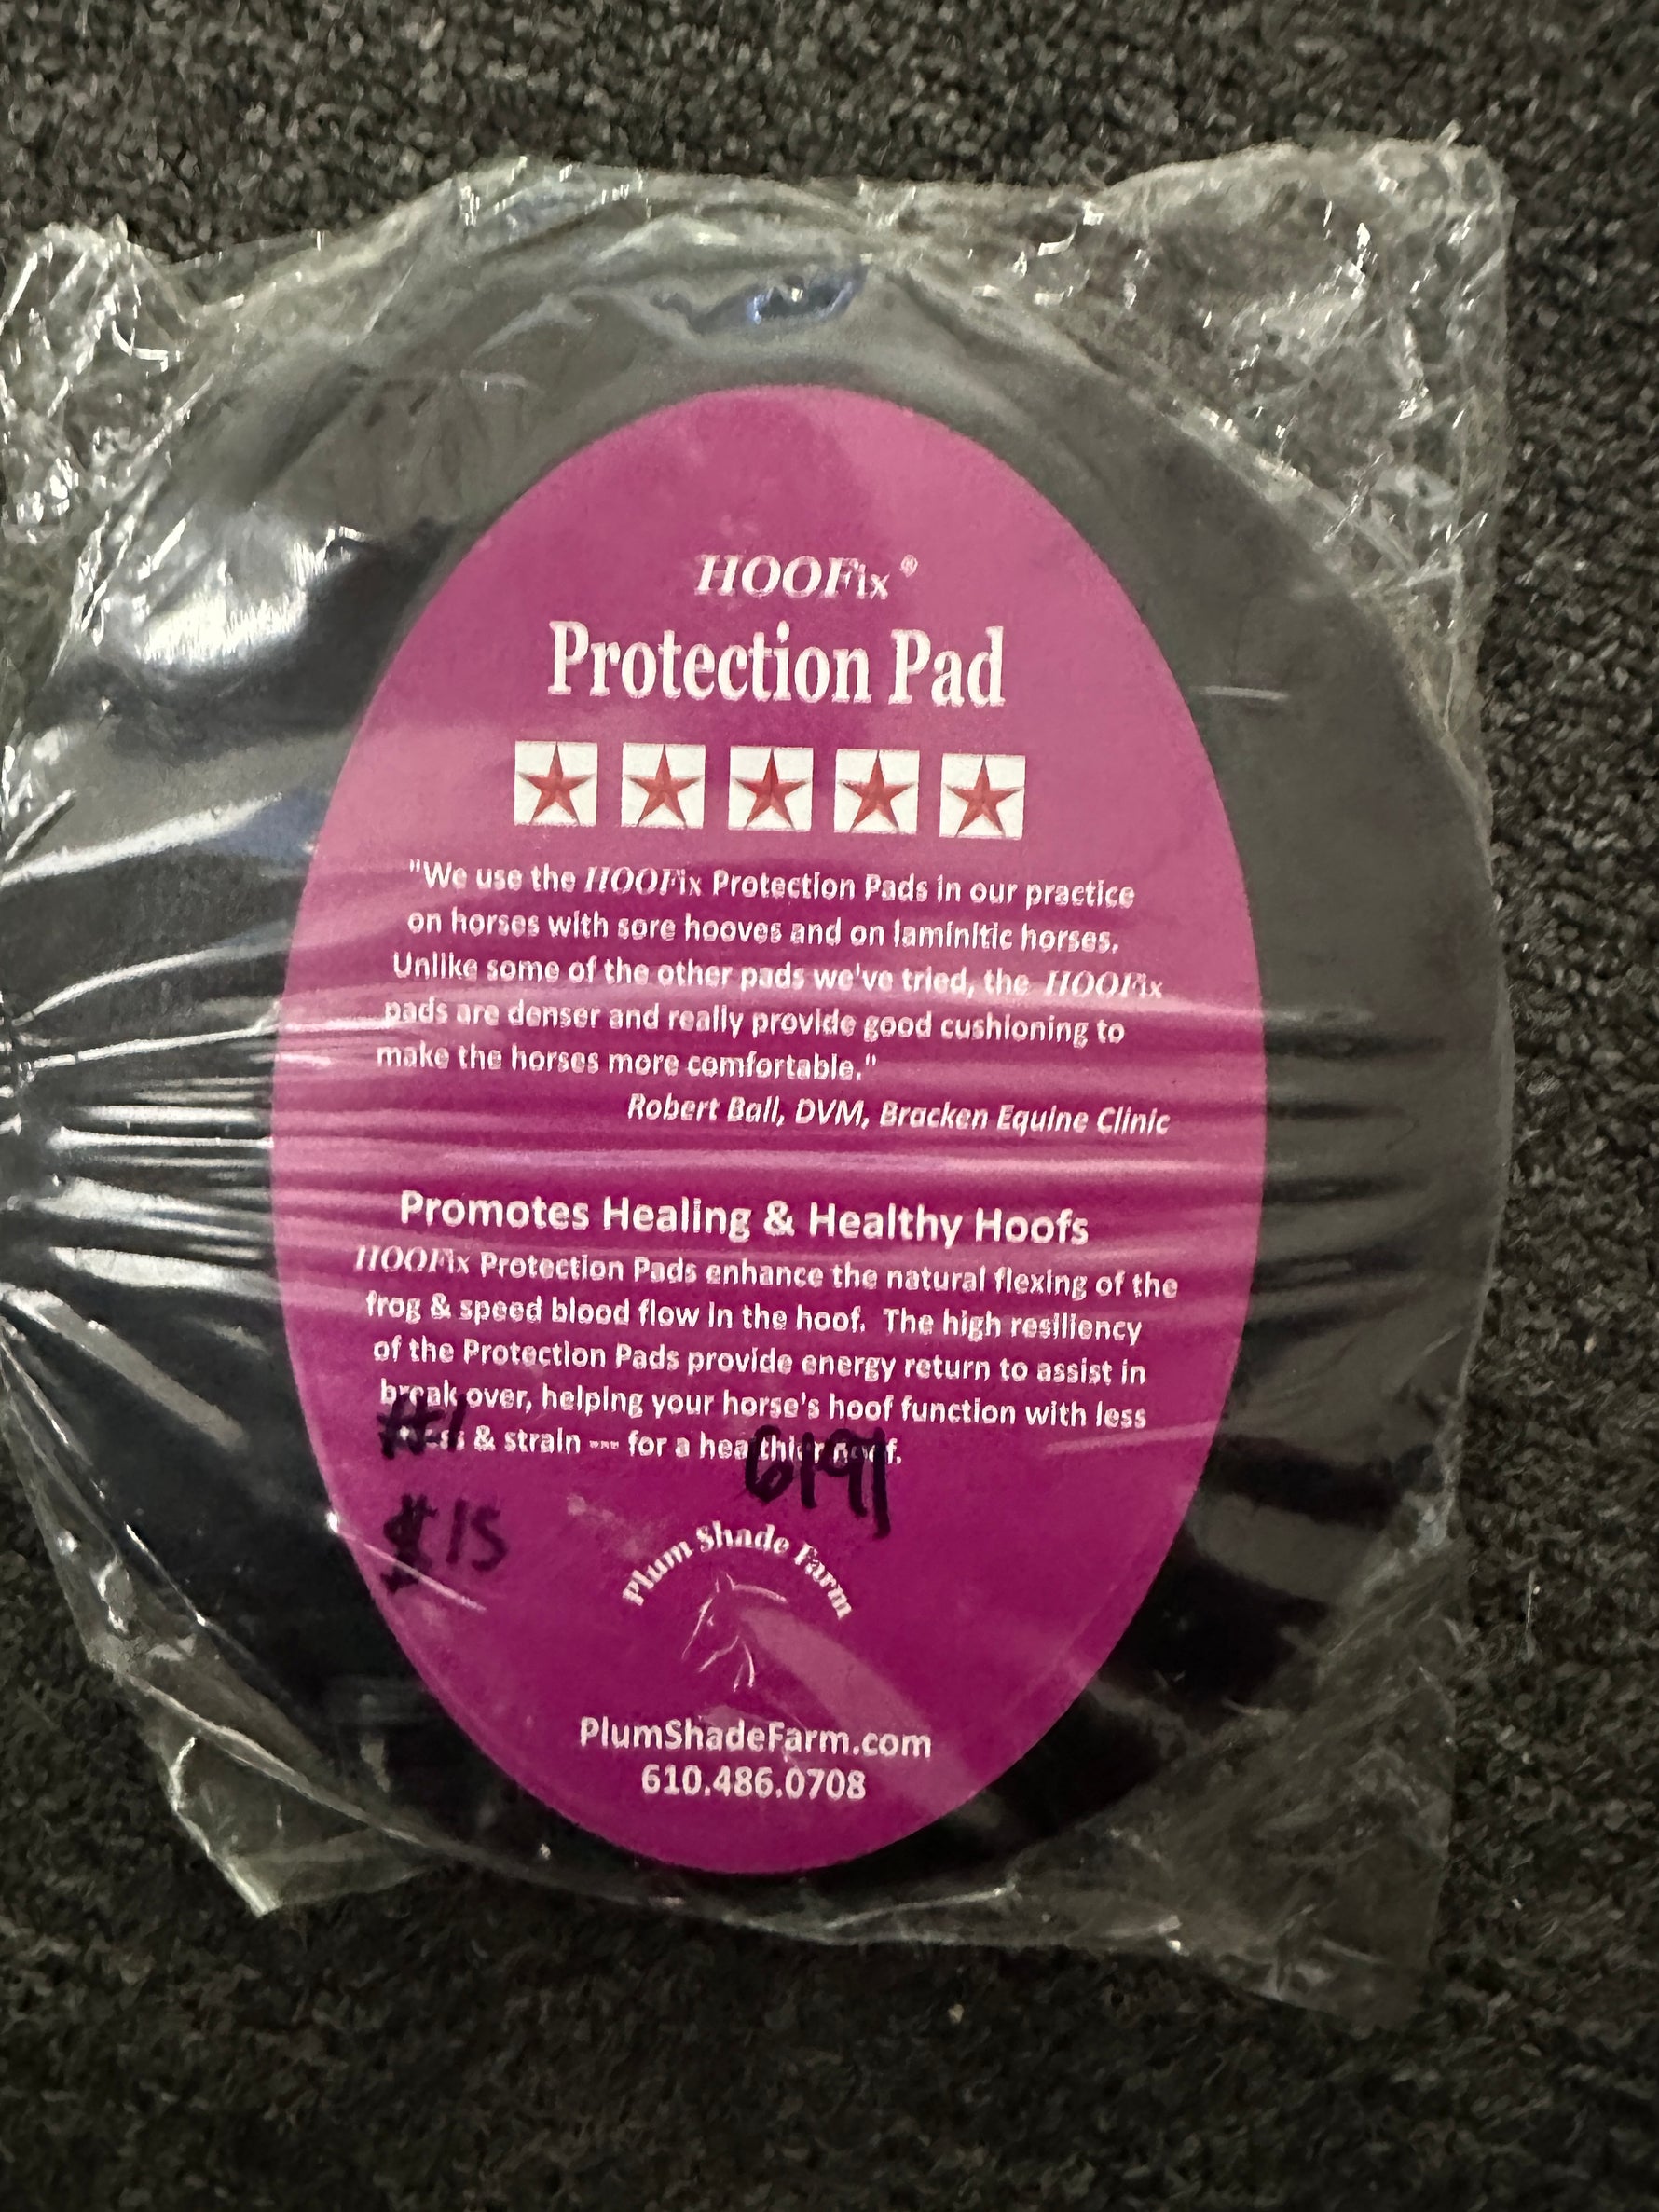 HOOFix®
Protection Pad
"We use the HOOFix Protection Pads in our practice
on horses with sore hooves and on laminitic horses.
Unlike some of the other pads we've tried, the HOOFix
pads are denser and really provide good cushioning to
make the horses more comfortable."
Robert Ball, DVM, Bracken Equine Clinic
Promotes Healing & Healthy Hoofs
HOOFix Protection Pads enhance the natural flexing of the
frog & speed blood flow in the hoof. The high resiliency
of the Protection Pads provide energy return to assist in
break over, helping your horse's hoof function with less
& strain --- for a healthier hoof.
#1
6191
$15
Plum Shade Farm
PlumShadeFarm.com
610.486.0708